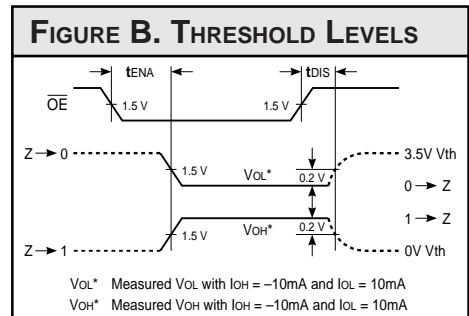 FIGURE B. THRESHOLD LEVELS
tENA
tDIS
OE
1.5 V
1.5 V
Z → 0
1.5 V
VOL*
0.2 V
3.5V Vth
0 → Z
1 → Z
Z → 1
1.5 V
VOH*
0.2 V
0V Vth
VOL* Measured VOL with IOH = –10mA and IOL = 10mA
VOH* Measured VOH with IOH = –10mA and IOL = 10mA